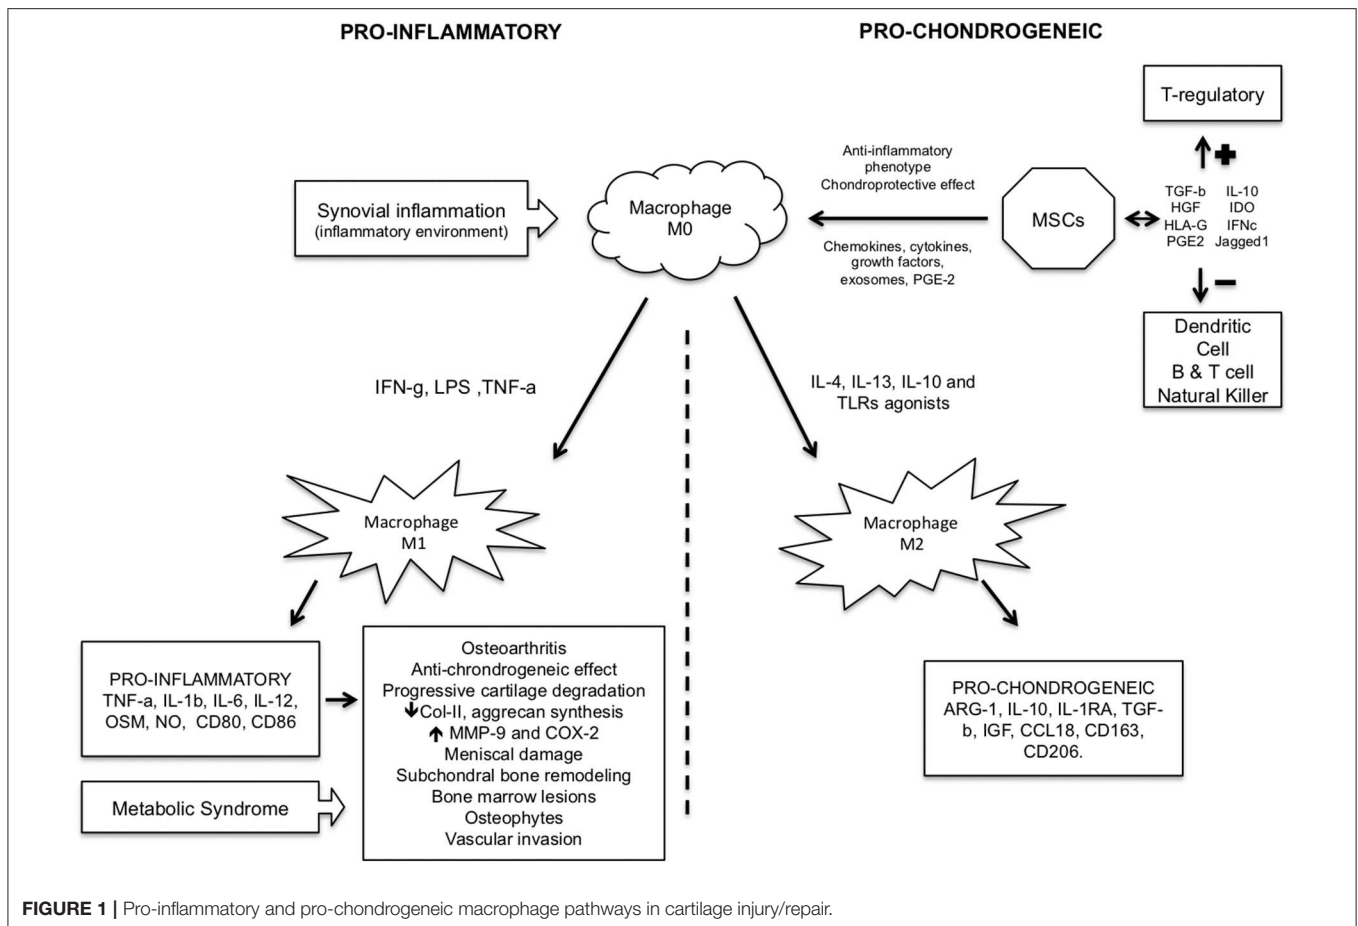 PRO-INFLAMMATORY
PRO-CHONDROGENEIC
T-regulatory
Anti-inflammatory
phenotype
Chondroprotective effect
Synovial inflammation
(inflammatory environment)
Macrophage
M0
MSCs
TGF-b IL-10
HGF IDO
HLA-G IFNc
PGE2 Jagged1
Chemokines, cytokines,
growth factors,
exosomes, PGE-2
Dendritic
Cell
B & T cell
Natural Killer
IFN-g, LPS ,TNF-a
IL-4, IL-13, IL-10 and
TLRs agonists
Macrophage
M1
Macrophage
M2
PRO-INFLAMMATORY
TNF-a, IL-1b, IL-6, IL-12,
OSM, NO, CD80, CD86
Metabolic Syndrome
Osteoarthritis
Anti-chrondrogeneic effect
Progressive cartilage degradation
Col-II, aggrecan synthesis
MMP-9 and COX-2
Meniscal damage
Subchondral bone remodeling
Bone marrow lesions
Osteophytes
Vascular invasion
PRO-CHONDROGENEIC
ARG-1, IL-10, IL-1RA, TGF-
b, IGF, CCL18, CD163,
CD206.
FIGURE 1 | Pro-inflammatory and pro-chondrogeneic macrophage pathways in cartilage injury/repair.